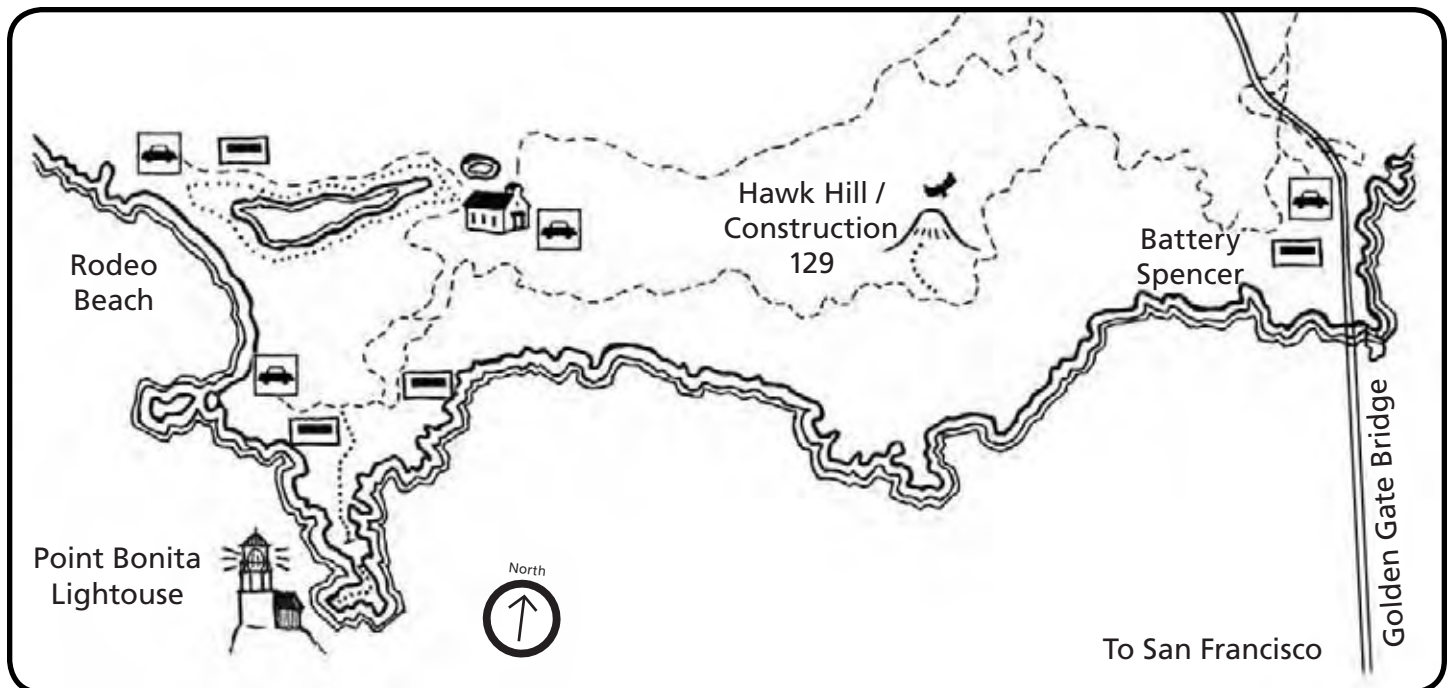 Hawk Hill /
Construction
129
Battery
Spencer
Rodeo
Beach
Golden Gate Bridge
Point Bonita
Lightouse
North
To San Francisco